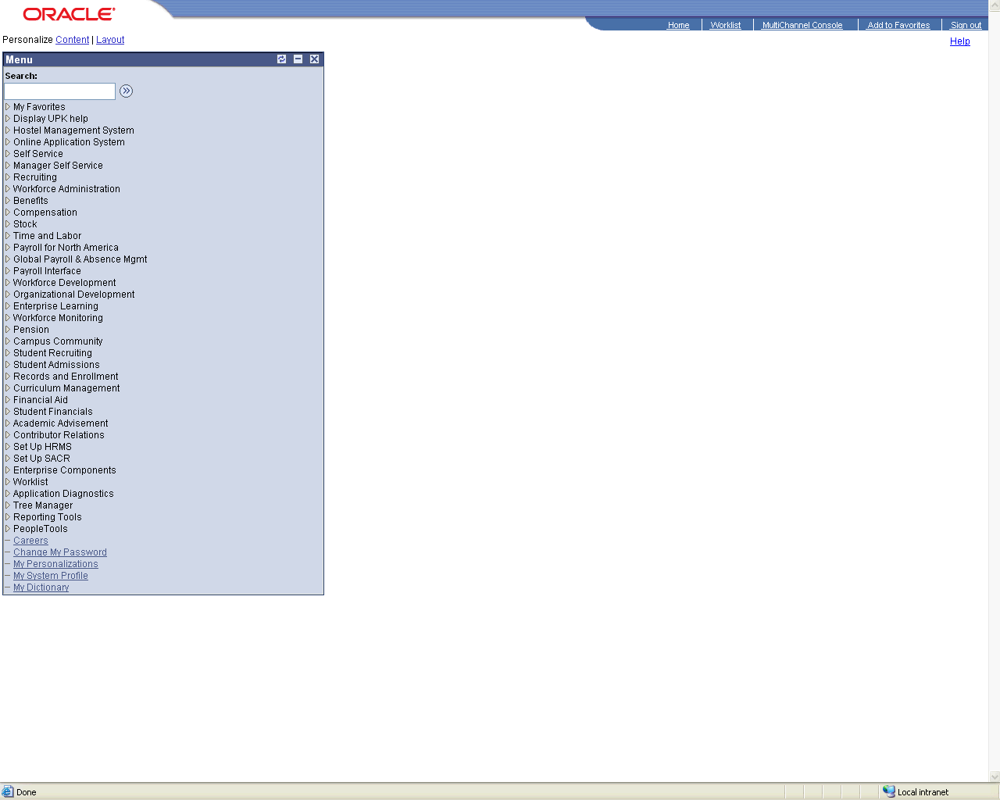 ORACLE®
Home
Worklist
MultiChannel Console
Add to Favorites
Sign out
Personalize Content | Layout
Help
Menu
Search:
My Favorites
Display UPK help
Hostel Management System
Online Application System
Self Service
Manager Self Service
Recruiting
Workforce Administration
Benefits
Compensation
Stock
Time and Labor
Payroll for North America
Global Payroll & Absence Mgmt
Payroll Interface
Workforce Development
Organizational Development
Enterprise Learning
Workforce Monitoring
Pension
Campus Community
Student Recruiting
Student Admissions
Records and Enrollment
Curriculum Management
Financial Aid
Student Financials
Academic Advisement
Contributor Relations
Set Up HRMS
Set Up SACR
Enterprise Components
Worklist
Application Diagnostics
Tree Manager
Reporting Tools
PeopleTools
Careers
Change My Password
My Personalizations
My System Profile
My Dictionary
Done
Local intranet